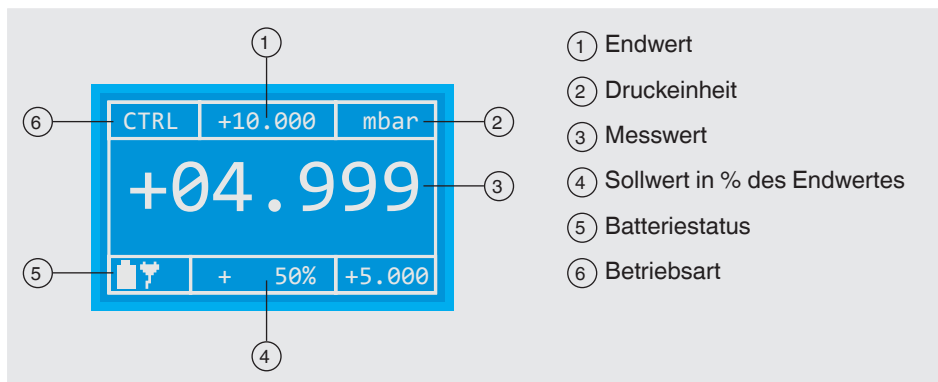 1
6 CTRL +10.000 mbar 2
+04.999 3
5 + 50% +5.000
4
1 Endwert
2 Druckeinheit
3 Messwert
4 Sollwert in % des Endwertes
5 Batteriestatus
6 Betriebsart